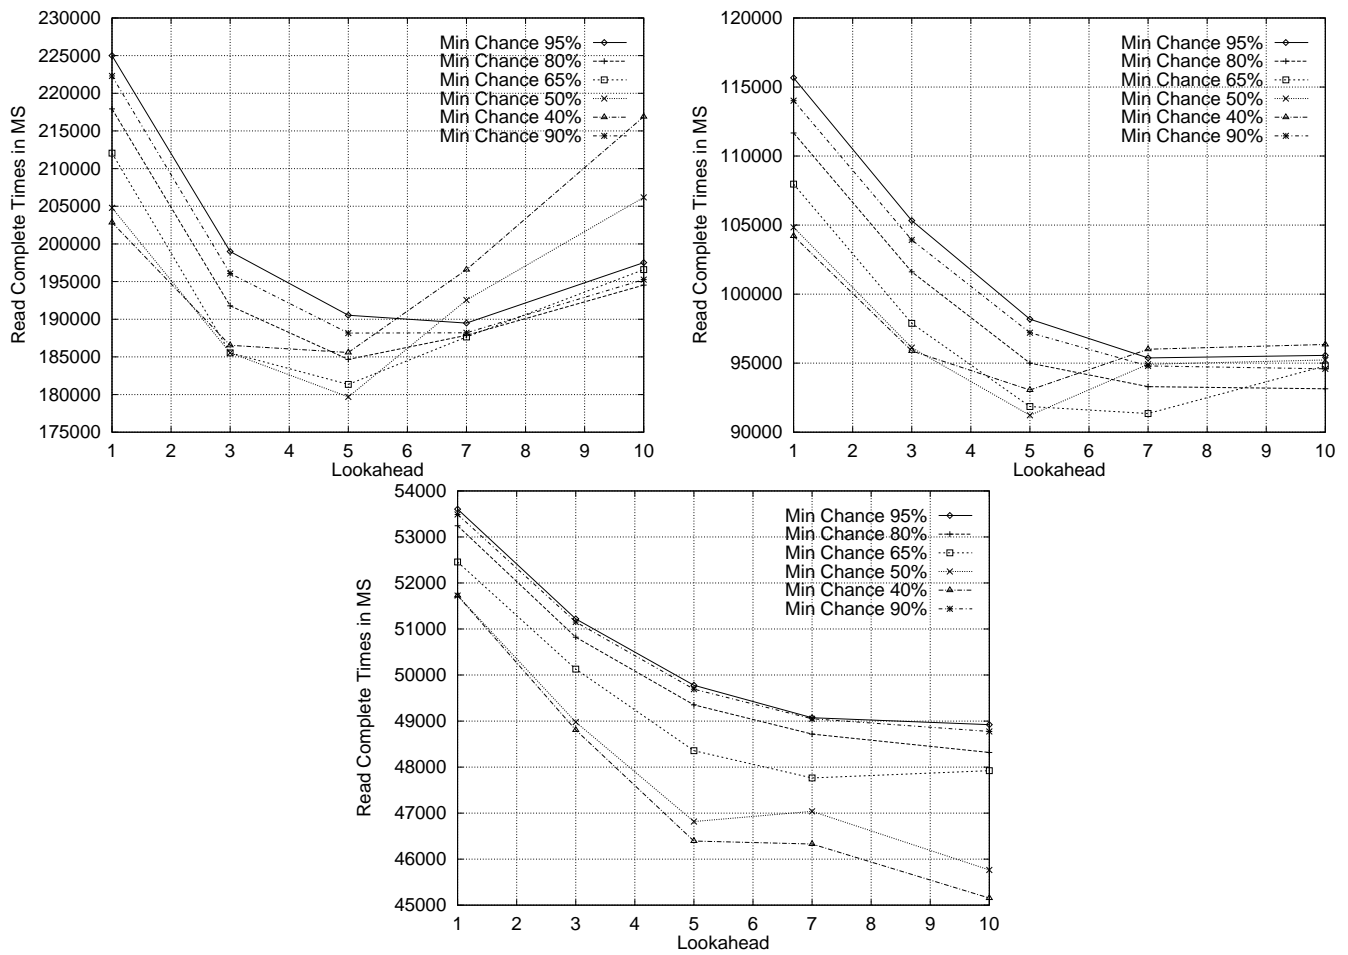 230000
225000
220000
215000
210000
205000
200000
195000
190000
185000
180000
175000
Read Complete Times in MS
Min Chance 95%
Min Chance 80%
Min Chance 65%
Min Chance 50%
Min Chance 40%
Min Chance 90%
1 2 3 4 5 6 7 8 9 10
Lookahead
120000
115000
110000
105000
100000
95000
90000
Read Complete Times in MS
Min Chance 95%
Min Chance 80%
Min Chance 65%
Min Chance 50%
Min Chance 40%
Min Chance 90%
1 2 3 4 5 6 7 8 9 10
Lookahead
54000
53000
52000
51000
50000
49000
48000
47000
46000
45000
Read Complete Times in MS
Min Chance 95%
Min Chance 80%
Min Chance 65%
Min Chance 50%
Min Chance 40%
Min Chance 90%
1 2 3 4 5 6 7 8 9 10
Lookahead